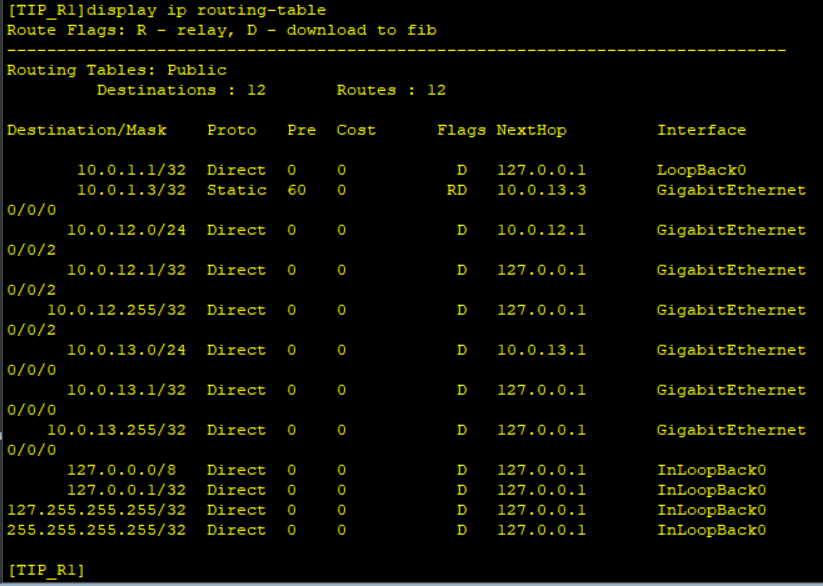 [TIP_R1]display ip routing-table
Route Flags: R - relay, D - download to fib
------------------------------------------------------------------------------
Routing Tables: Public
         Destinations : 12       Routes : 12

Destination/Mask    Proto   Pre  Cost      Flags NextHop         Interface

       10.0.1.1/32  Direct  0    0           D   127.0.0.1       LoopBack0
       10.0.1.3/32  Static  60   0          RD   10.0.13.3       GigabitEthernet
0/0/0
      10.0.12.0/24  Direct  0    0           D   10.0.12.1       GigabitEthernet
0/0/2
      10.0.12.1/32  Direct  0    0           D   127.0.0.1       GigabitEthernet
0/0/2
    10.0.12.255/32  Direct  0    0           D   127.0.0.1       GigabitEthernet
0/0/2
      10.0.13.0/24  Direct  0    0           D   10.0.13.1       GigabitEthernet
0/0/0
      10.0.13.1/32  Direct  0    0           D   127.0.0.1       GigabitEthernet
0/0/0
    10.0.13.255/32  Direct  0    0           D   127.0.0.1       GigabitEthernet
0/0/0
      127.0.0.0/8   Direct  0    0           D   127.0.0.1       InLoopBack0
      127.0.0.1/32  Direct  0    0           D   127.0.0.1       InLoopBack0
127.255.255.255/32  Direct  0    0           D   127.0.0.1       InLoopBack0
255.255.255.255/32  Direct  0    0           D   127.0.0.1       InLoopBack0

[TIP_R1]